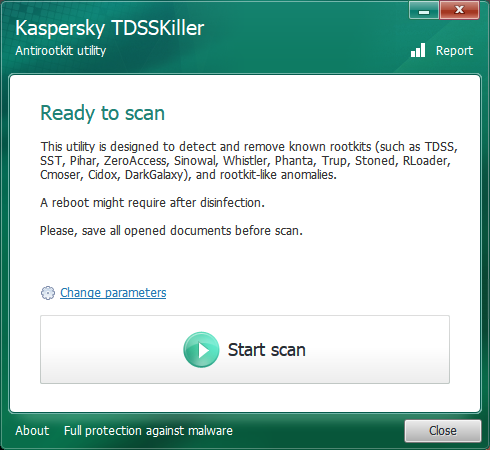 Kaspersky TDSSKiller
Antirootkit utility
Report
Ready to scan
This utility is designed to detect and remove known rootkits (such as TDSS,
SST, Pihar, ZeroAccess, Sinowal, Whistler, Phanta, Trup, Stoned, RLoader,
Cmoser, Cidox, DarkGalaxy), and rootkit-like anomalies.
A reboot might require after disinfection.
Please, save all opened documents before scan.
Change parameters
Start scan
About Full protection against malware Close